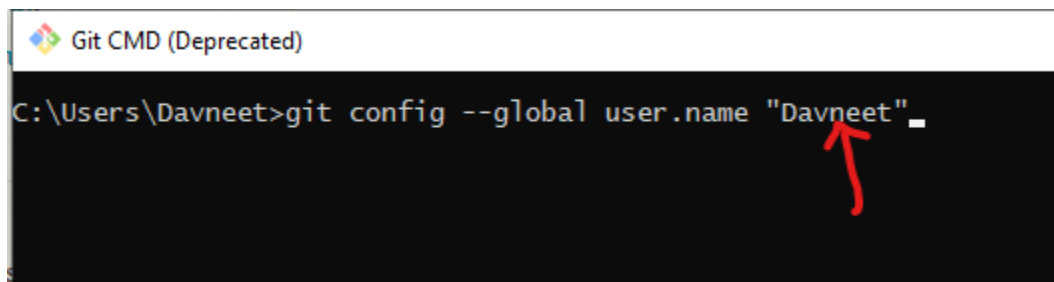 Git CMD (Deprecated)
C:\Users\Davneet>git config --global user.name "Davneet"